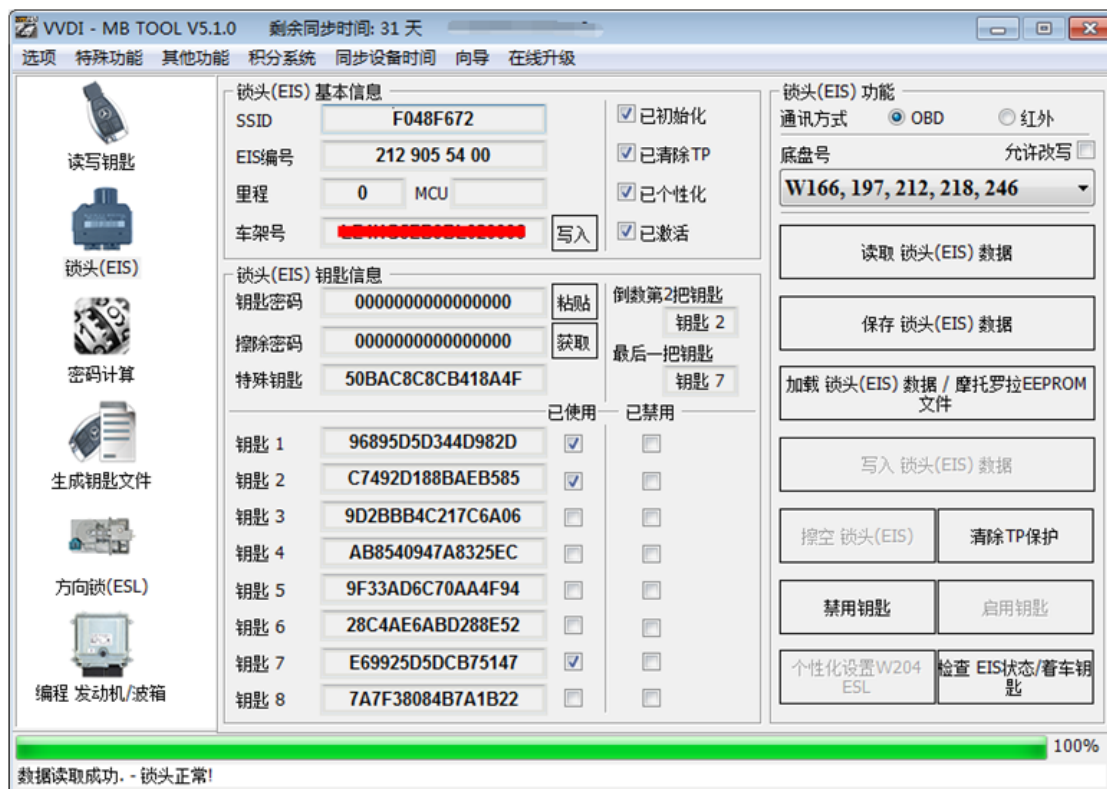 VVDI - MB TOOL V5.1.0 剩余同步时间: 31 天
选项 特殊功能 其他功能 积分系统 同步设备时间 向导 在线升级
读写钥匙
锁头(EIS)
密码计算
生成钥匙文件
方向锁(ESL)
编程 发动机/波箱
锁头(EIS) 基本信息
SSID F048F672
EIS编号 212 905 54 00
里程 0 MCU
车架号 写入
已初始化
已清除TP
已个性化
已激活
锁头(EIS) 钥匙信息
钥匙密码 0000000000000000 粘贴
擦除密码 0000000000000000 获取
特殊钥匙 50BAC8C8CB418A4F
倒数第2把钥匙
钥匙 2
最后一把钥匙
钥匙 7
已使用 已禁用
钥匙 1 96895D5D344D982D
钥匙 2 C7492D188BAEB585
钥匙 3 9D2BBB4C217C6A06
钥匙 4 AB8540947A8325EC
钥匙 5 9F33AD6C70AA4F94
钥匙 6 28C4AE6ABD288E52
钥匙 7 E69925D5DCB75147
钥匙 8 7A7F38084B7A1B22
锁头(EIS) 功能
通讯方式 OBD 红外
底盘号 允许改写
W166, 197, 212, 218, 246
读取 锁头(EIS) 数据
保存 锁头(EIS) 数据
加载 锁头(EIS) 数据 / 摩托罗拉EEPROM
文件
写入 锁头(EIS) 数据
擦空 锁头(EIS) 清除TP保护
禁用钥匙 启用钥匙
个性化设置W204
ESL
检查 EIS状态/着车钥
匙
100%
数据读取成功. - 锁头正常!